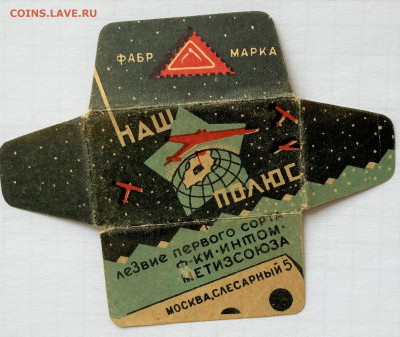 COINS.LAVE.RU
ФАБР МАРКА
НАШ
ПОЛЮС
лезвие первого сорта
Ф-КИ·ИНТОМ·
МЕТИЗСОЮЗА
МОСКВА, СЛЕСАРНЫЙ 5